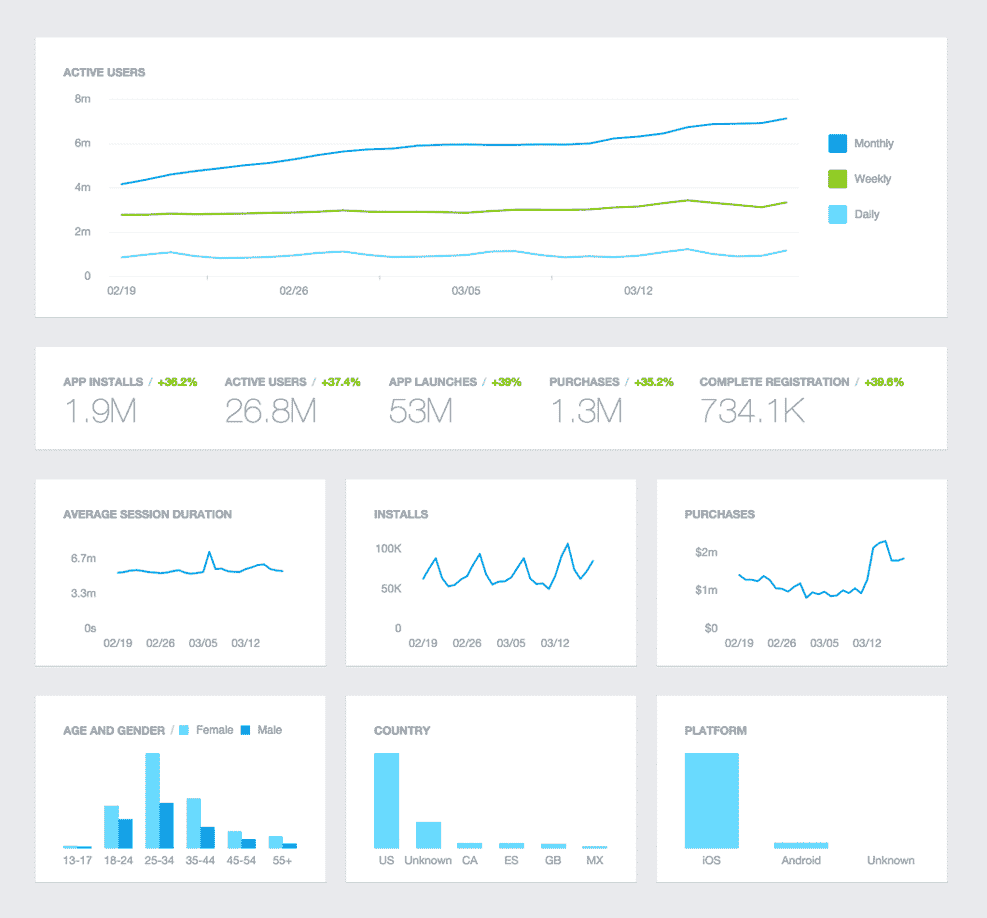 ACTIVE USERS
8m
6m
4m
2m
0
02/19 02/26 03/05 03/12
Monthly
Weekly
Daily
APP INSTALLS / +36.2% ACTIVE USERS / +37.4% APP LAUNCHES / +39% PURCHASES / +35.2% COMPLETE REGISTRATION / +39.6%
1.9M 26.8M 53M 1.3M 734.1K
AVERAGE SESSION DURATION
6.7m
3.3m
0s
02/19 02/26 03/05 03/12
INSTALLS
100K
50K
0
02/19 02/26 03/05 03/12
PURCHASES
$2m
$1m
$0
02/19 02/26 03/05 03/12
AGE AND GENDER / Female Male
13-17 18-24 25-34 35-44 45-54 55+
COUNTRY
US Unknown CA ES GB MX
PLATFORM
iOS Android Unknown